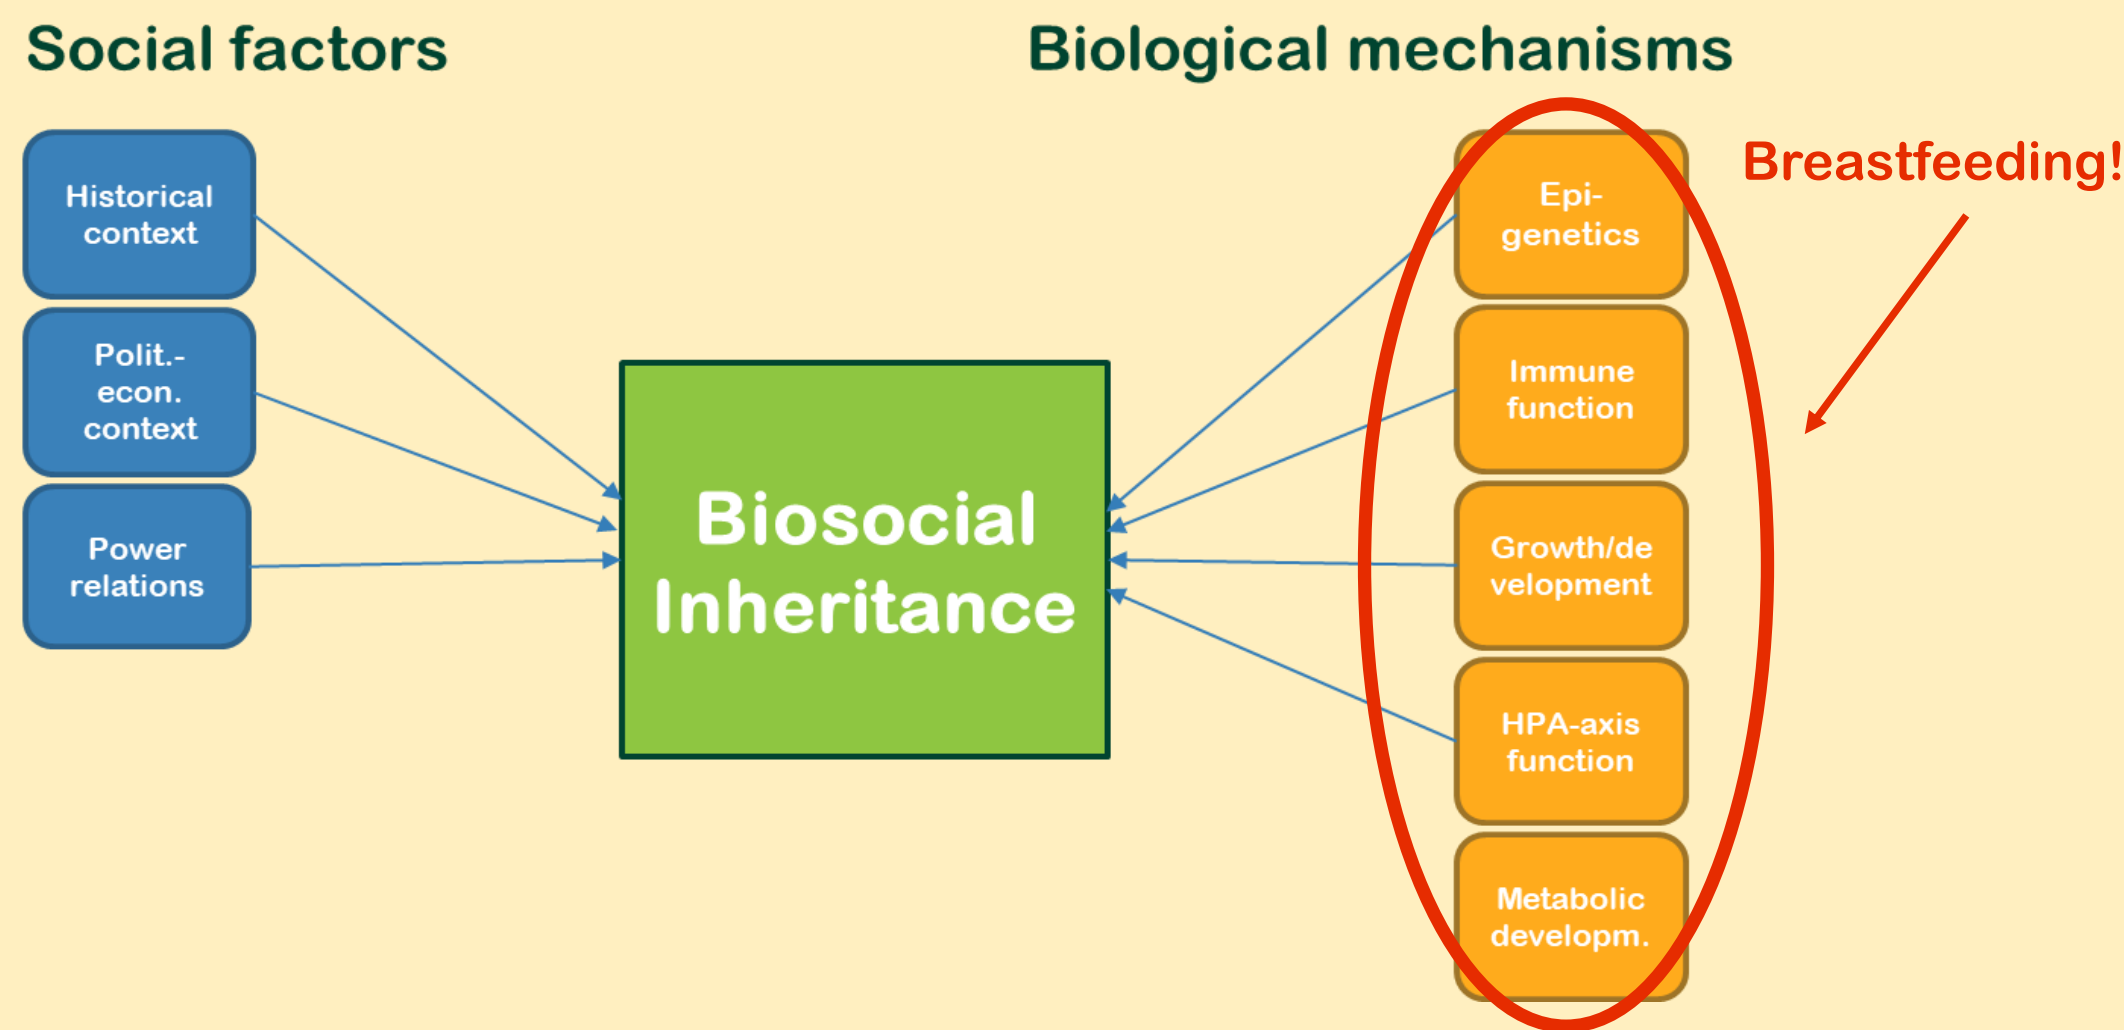 Social factors
Biological mechanisms
Historical
context
Polit.-
econ.
context
Power
relations
Biosocial
Inheritance
Epi-
genetics
Immune
function
Growth/de
velopment
HPA-axis
function
Metabolic
developm.
Breastfeeding!